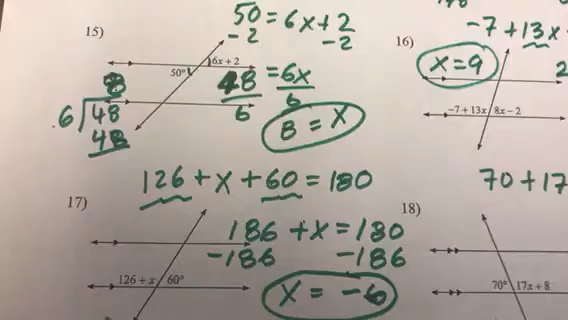 15)
50 = 6x + 2
-2 -2
50° 16x + 2
48 = 6x
6 6
8 = x
8
6 48
48
16)
-7 + 13x
x = 9
2
-7 + 13x 8x - 2
17)
126 + x + 60 = 180
186 + x = 180
-186 -186
x = -6
126 + x 60°
18)
70 + 17
70° 17x + 8